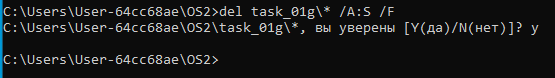 C:\Users\User-64cc68ae\OS2>del task_01g\* /A:S /F
C:\Users\User-64cc68ae\OS2\task_01g\*, вы уверены [Y(да)/N(нет)]? y
C:\Users\User-64cc68ae\OS2>